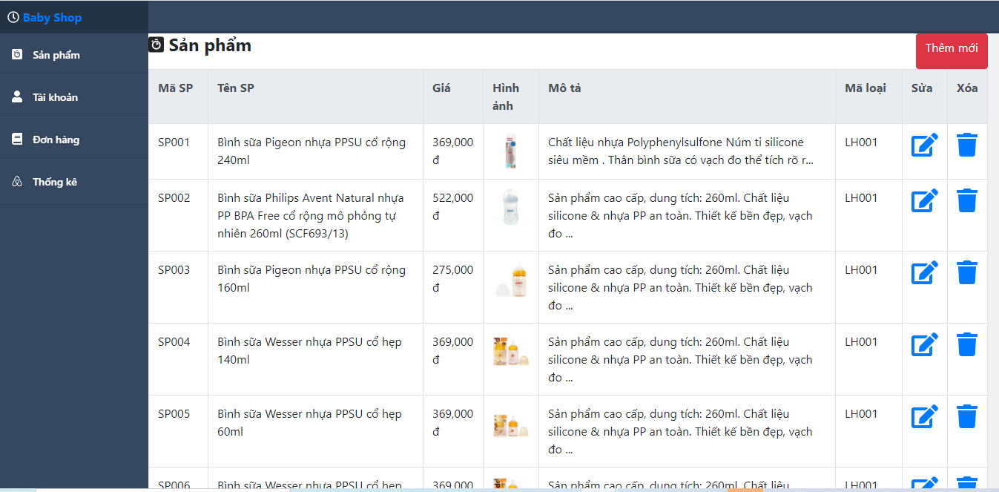 Baby Shop
Sản phẩm
Tài khoản
Đơn hàng
Thống kê
Sản phẩm
Thêm mới
Mã SP Tên SP Giá Hình ảnh Mô tả Mã loại Sửa Xóa
SP001
Bình sữa Pigeon nhựa PPSU cổ rộng
240ml
369,000
đ
Chất liệu nhựa Polyphenylsulfone Núm ti silicone
siêu mềm . Thân bình sữa có vạch đo thể tích rõ r...
LH001
SP002
Bình sữa Philips Avent Natural nhựa
PP BPA Free cổ rộng mô phỏng tự
nhiên 260ml (SCF693/13)
522,000
đ
Sản phẩm cao cấp, dung tích: 260ml. Chất liệu
silicone & nhựa PP an toàn. Thiết kế bền đẹp, vạch
đo ...
LH001
SP003
Bình sữa Pigeon nhựa PPSU cổ rộng
160ml
275,000
đ
Sản phẩm cao cấp, dung tích: 260ml. Chất liệu
silicone & nhựa PP an toàn. Thiết kế bền đẹp, vạch
đo ...
LH001
SP004
Bình sữa Wesser nhựa PPSU cổ hẹp
140ml
369,000
đ
Sản phẩm cao cấp, dung tích: 260ml. Chất liệu
silicone & nhựa PP an toàn. Thiết kế bền đẹp, vạch
đo ...
LH001
SP005
Bình sữa Wesser nhựa PPSU cổ hẹp
60ml
369,000
đ
Sản phẩm cao cấp, dung tích: 260ml. Chất liệu
silicone & nhựa PP an toàn. Thiết kế bền đẹp, vạch
đo ...
LH001
SP006
Bình sữa Wesser nhựa PPSU cổ hẹp
369,000
Sản phẩm cao cấp, dung tích: 260ml. Chất liệu
LH001